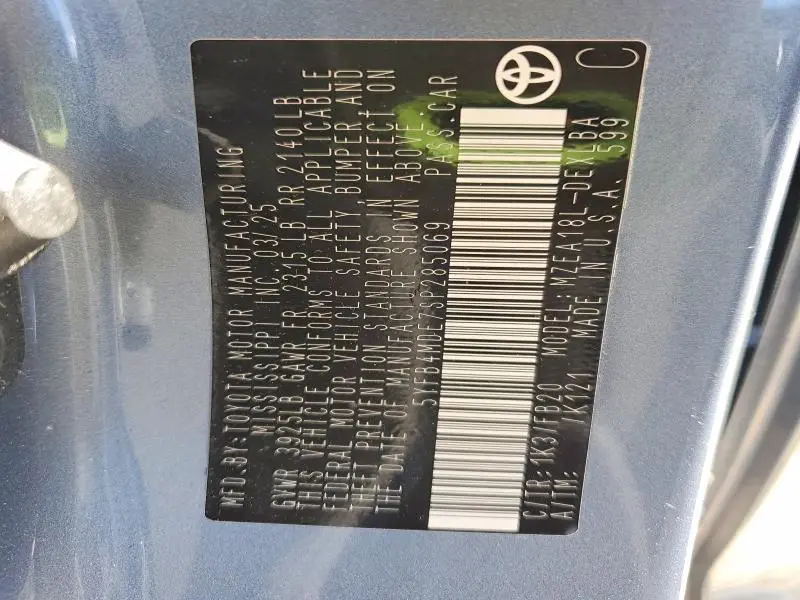 MFD.BY:TOYOTA MOTOR MANUFACTURING
MISSISSIPPI INC.03/25
GVWR 3925LB GAWR FR 2315LB RR 2140LB
THIS VEHICLE CONFORMS TO ALL APPLICABLE
FEDERAL MOTOR VEHICLE SAFETY, BUMPER, AND
THEFT PREVENTION STANDARDS IN EFFECT ON
THE DATE OF MANUFACTURE SHOWN ABOVE.
5YFB4MDE7SP285069 PASS.CAR
C/TR: 1K3/FB20 MODEL: MZEA18L-DEXLBA
A/TM: /K121 MADE IN U.S.A. 599
C